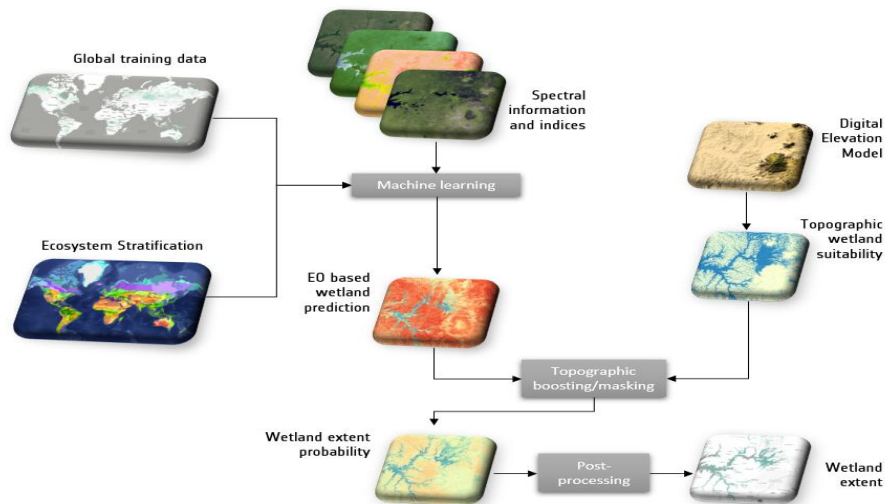 Global training data
Spectral
information
and indices
Digital
Elevation
Model
Machine learning
Ecosystem Stratification
Topographic
wetland
suitability
EO based
wetland
prediction
Topographic
boosting/masking
Wetland extent
probability
Post-
processing
Wetland
extent